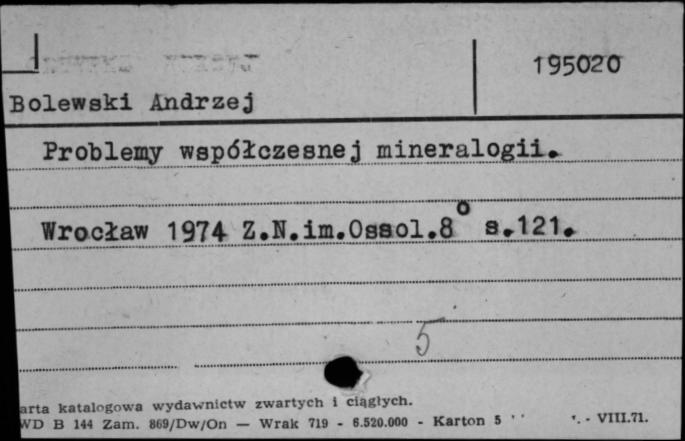 195020
Bolewski Andrzej
Problemy współczesnej mineralogii.
Wrocław 1974 Z.N.im.Ossol.8° s.121.
5
arta katalogowa wydawnictw zwartych i ciągłych.
WD B 144 Zam. 869/Dw/On — Wrak 719 - 6.520.000 - Karton 5 - VIII.71.